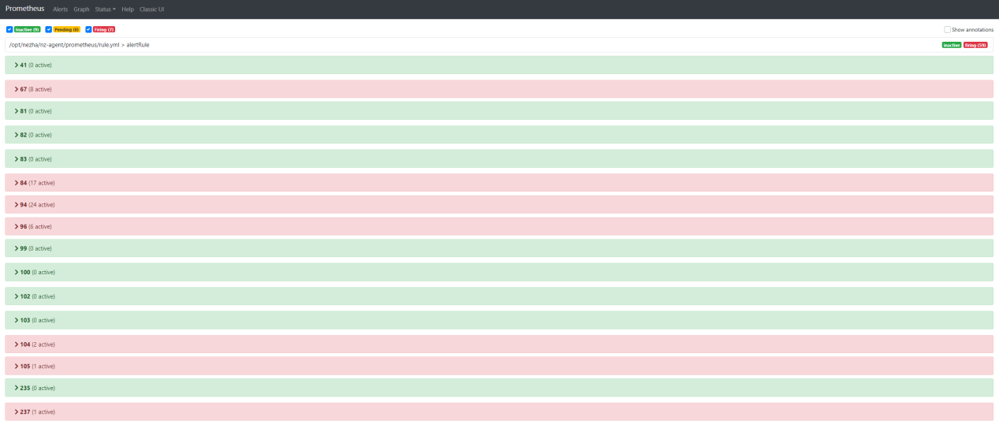 Prometheus Alerts Graph Status Help Classic UI
Inactive (9) Pending (0) Firing (7) Show annotations
/opt/nezha/nz-agent/prometheus/rule.yml > alertRule inactive firing (59)
41 (0 active)
67 (8 active)
81 (0 active)
82 (0 active)
83 (0 active)
84 (17 active)
94 (24 active)
96 (6 active)
99 (0 active)
100 (0 active)
102 (0 active)
103 (0 active)
104 (2 active)
105 (1 active)
235 (0 active)
237 (1 active)